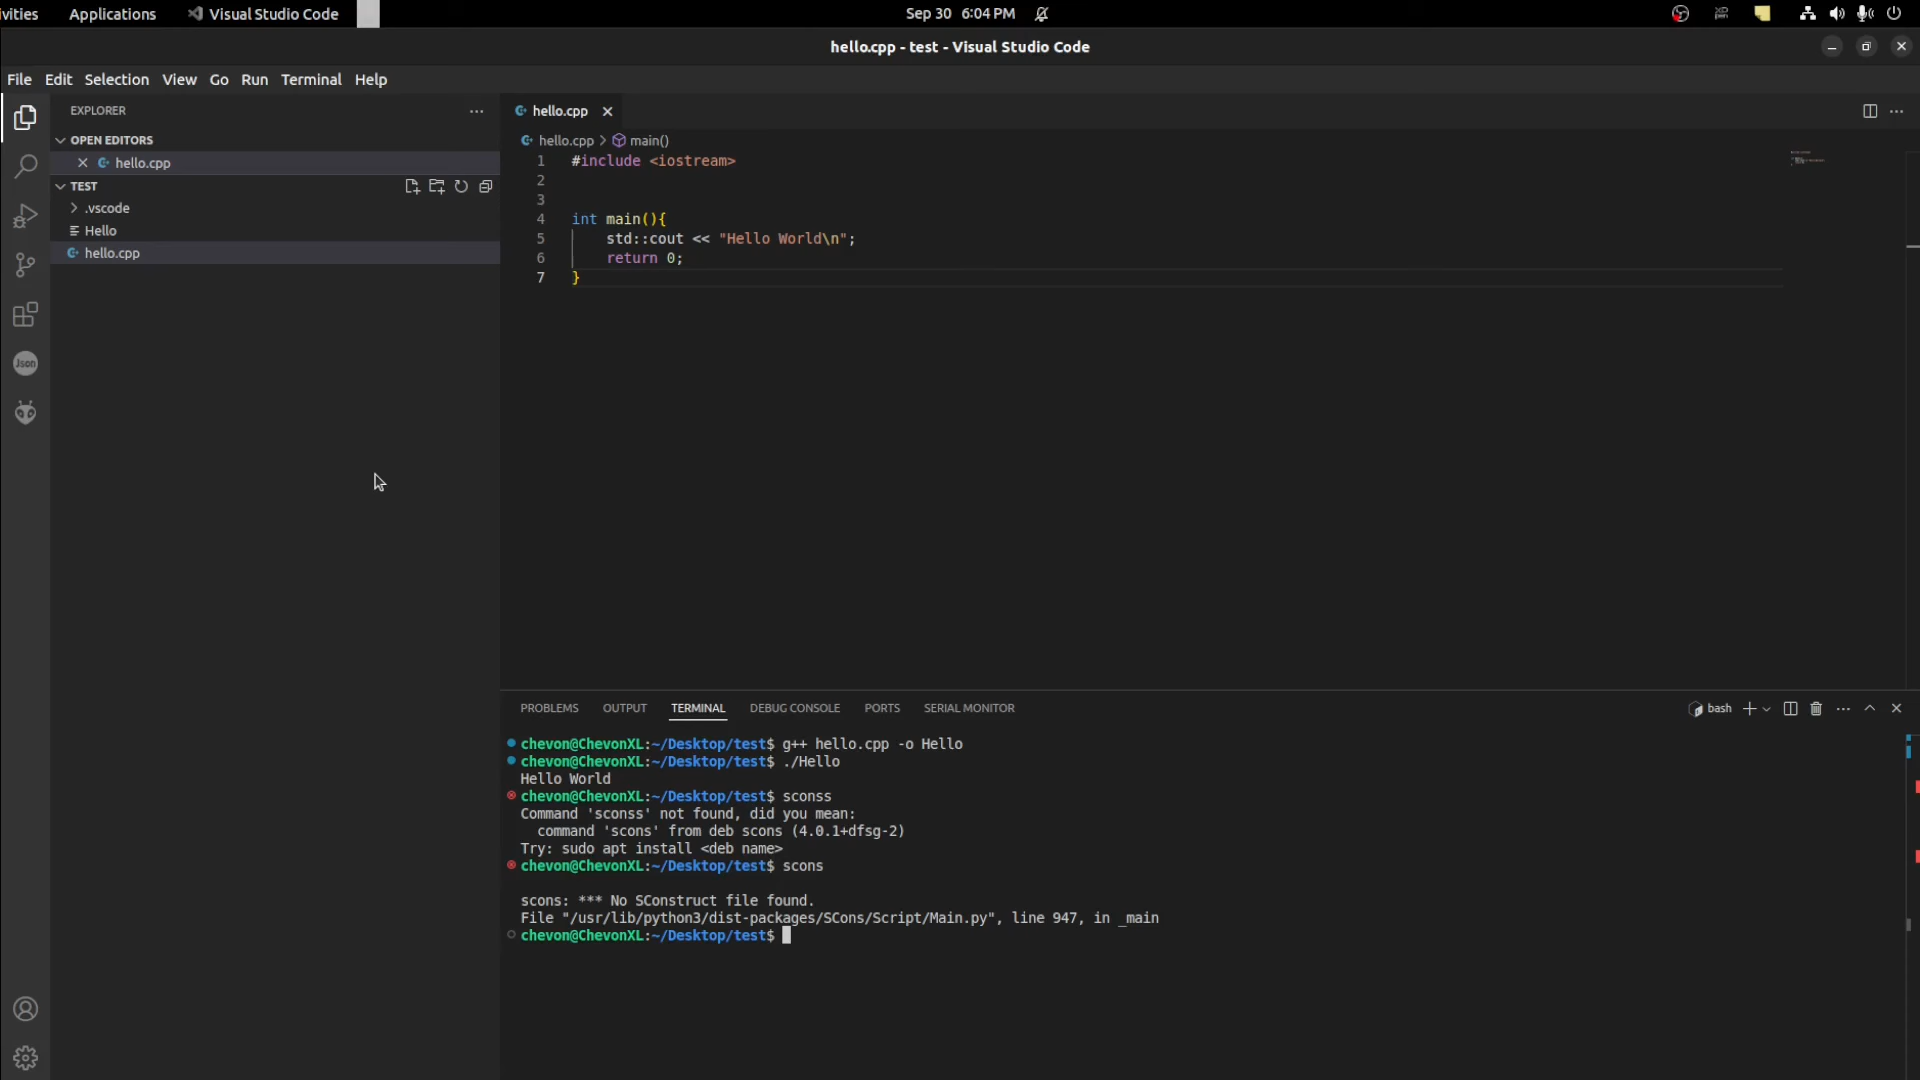 vities Applications Visual Studio Code Sep 30 6:04 PM
hello.cpp - test - Visual Studio Code
File Edit Selection View Go Run Terminal Help
EXPLORER
OPEN EDITORS
hello.cpp
TEST
.vscode
Hello
hello.cpp
Json
hello.cpp
hello.cpp > main()
1 #include <iostream>
2
3
4 int main(){
5 std::cout << "Hello World\n";
6 return 0;
7 }
PROBLEMS OUTPUT TERMINAL DEBUG CONSOLE PORTS SERIAL MONITOR bash
chevon@ChevonXL:~/Desktop/test$ g++ hello.cpp -o Hello
chevon@ChevonXL:~/Desktop/test$ ./Hello
Hello World
chevon@ChevonXL:~/Desktop/test$ sconss
Command 'sconss' not found, did you mean:
command 'scons' from deb scons (4.0.1+dfsg-2)
Try: sudo apt install <deb name>
chevon@ChevonXL:~/Desktop/test$ scons
scons: *** No SConstruct file found.
File "/usr/lib/python3/dist-packages/SCons/Script/Main.py", line 947, in _main
chevon@ChevonXL:~/Desktop/test$